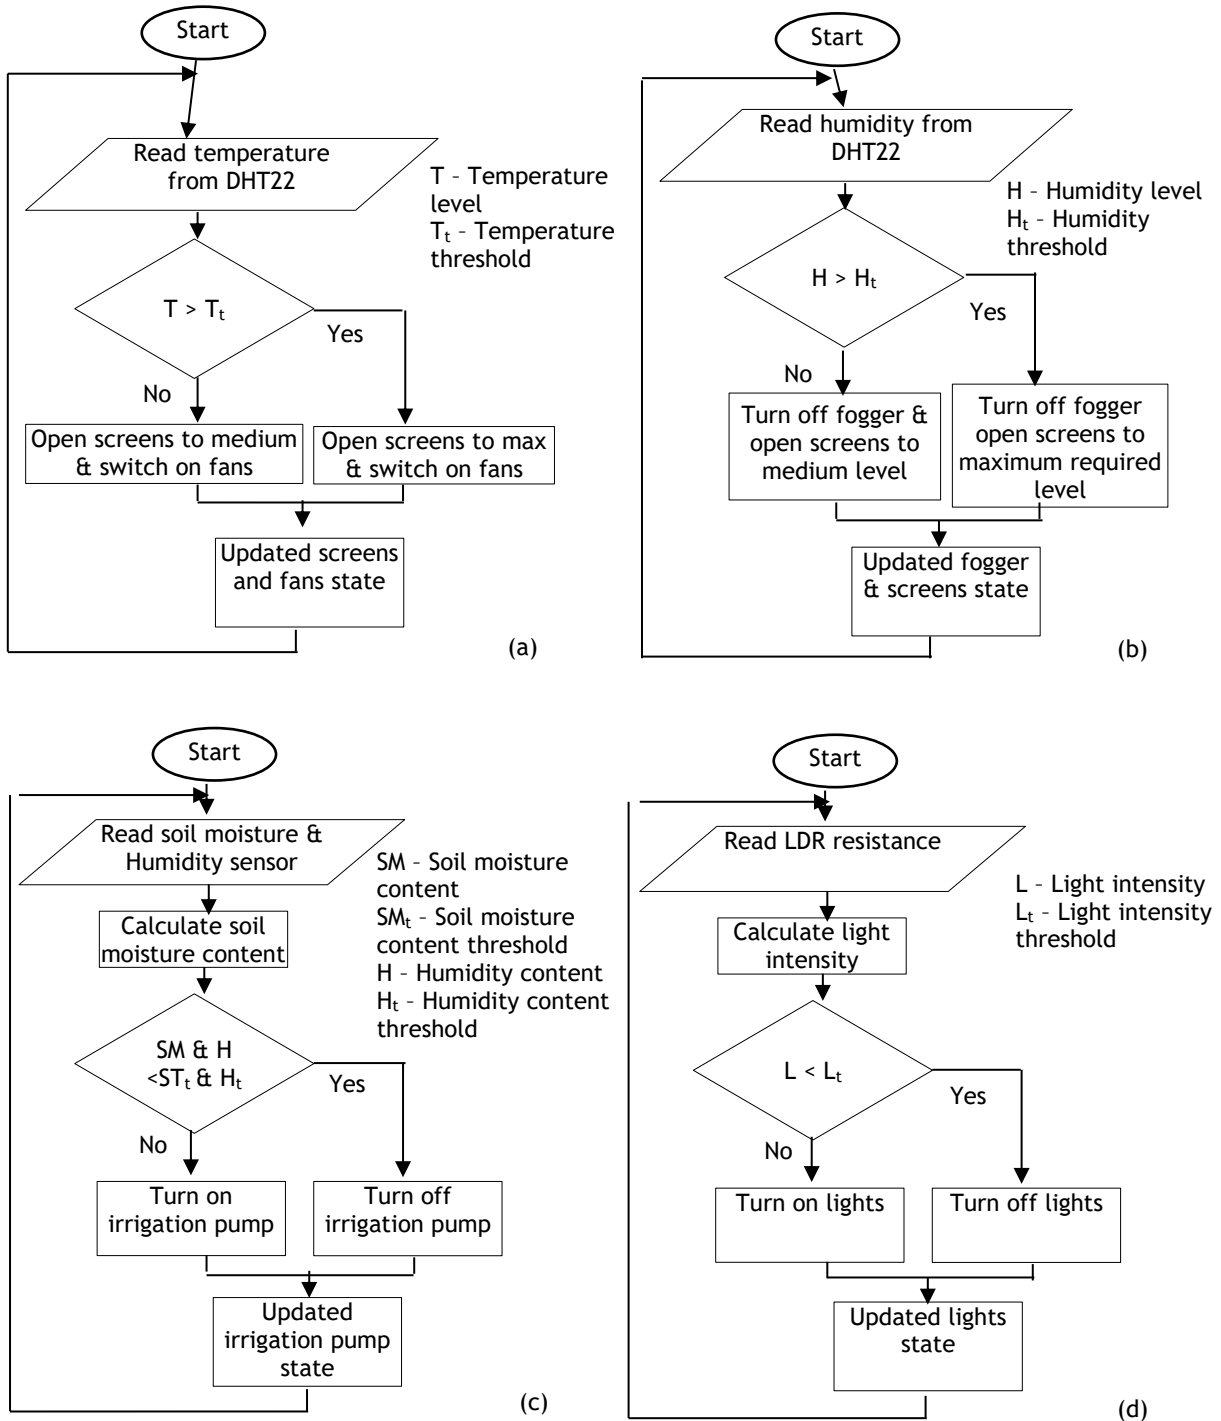 Start
Read temperature
from DHT22
T – Temperature
level
Tₜ – Temperature
threshold
T > Tₜ
Yes
No
Open screens to medium
& switch on fans
Open screens to max
& switch on fans
Updated screens
and fans state
(a)
Start
Read humidity from
DHT22
H – Humidity level
Hₜ – Humidity
threshold
H > Hₜ
Yes
No
Turn off fogger &
open screens to
medium level
Turn off fogger
open screens to
maximum required
level
Updated fogger
& screens state
(b)
Start
Read soil moisture &
Humidity sensor
SM – Soil moisture
content
SMₜ – Soil moisture
content threshold
H – Humidity content
Hₜ – Humidity content
threshold
Calculate soil
moisture content
SM & H
<STₜ & Hₜ
Yes
No
Turn on
irrigation pump
Turn off
irrigation pump
Updated
irrigation pump
state
(c)
Start
Read LDR resistance
L – Light intensity
Lₜ – Light intensity
threshold
Calculate light
intensity
L < Lₜ
Yes
No
Turn on lights
Turn off lights
Updated lights
state
(d)